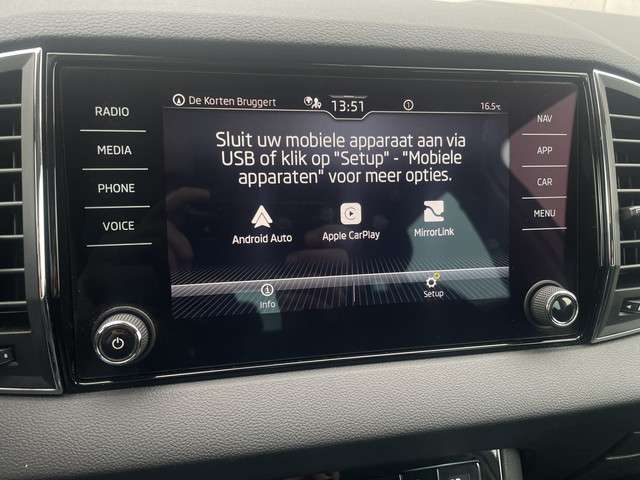 De Korten Bruggert
13:51
16.5°C
RADIO
MEDIA
PHONE
VOICE
NAV
APP
CAR
MENU
Sluit uw mobiele apparaat aan via
USB of klik op "Setup" - "Mobiele
apparaten" voor meer opties.
Android Auto
Apple CarPlay
MirrorLink
Info
Setup